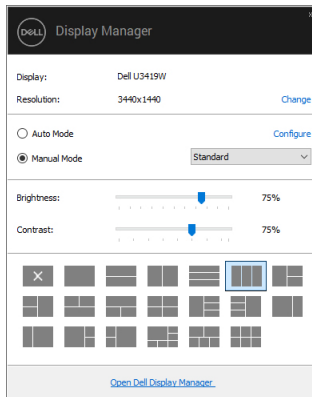 DELL Display Manager
Display: Dell U3419W
Resolution: 3440x1440 Change
Auto Mode Configure
Manual Mode Standard
Brightness: 75%
Contrast: 75%
Open Dell Display Manager